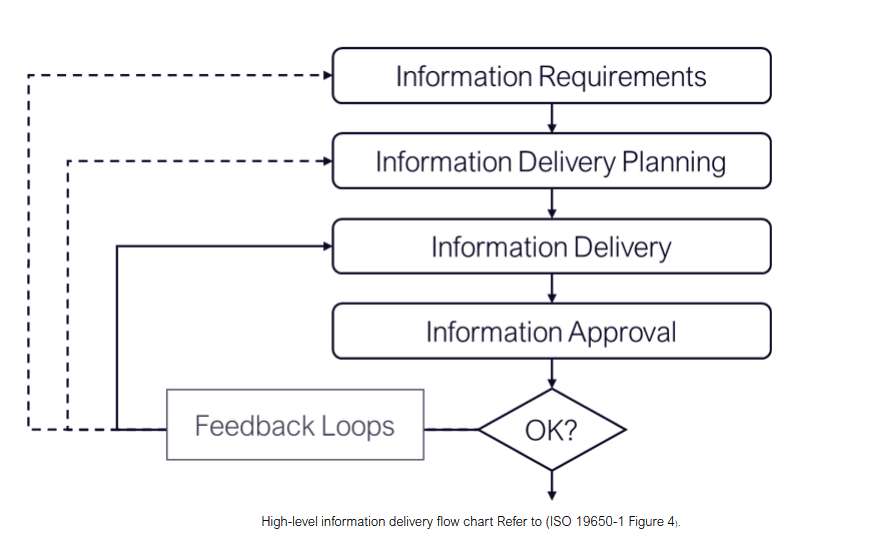 Information Requirements
Information Delivery Planning
Information Delivery
Information Approval
Feedback Loops
OK?
High-level information delivery flow chart Refer to (ISO 19650-1 Figure 4).